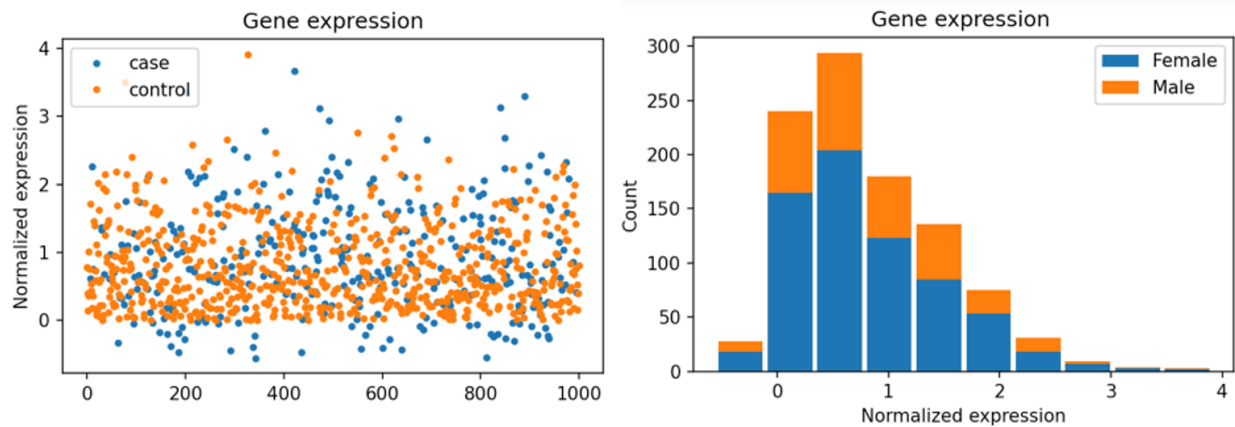 Gene expression
4
3
2
1
0
Normalized expression
case
control
0 200 400 600 800 1000
Gene expression
300
250
200
150
100
50
0
Count
Female
Male
0 1 2 3 4
Normalized expression